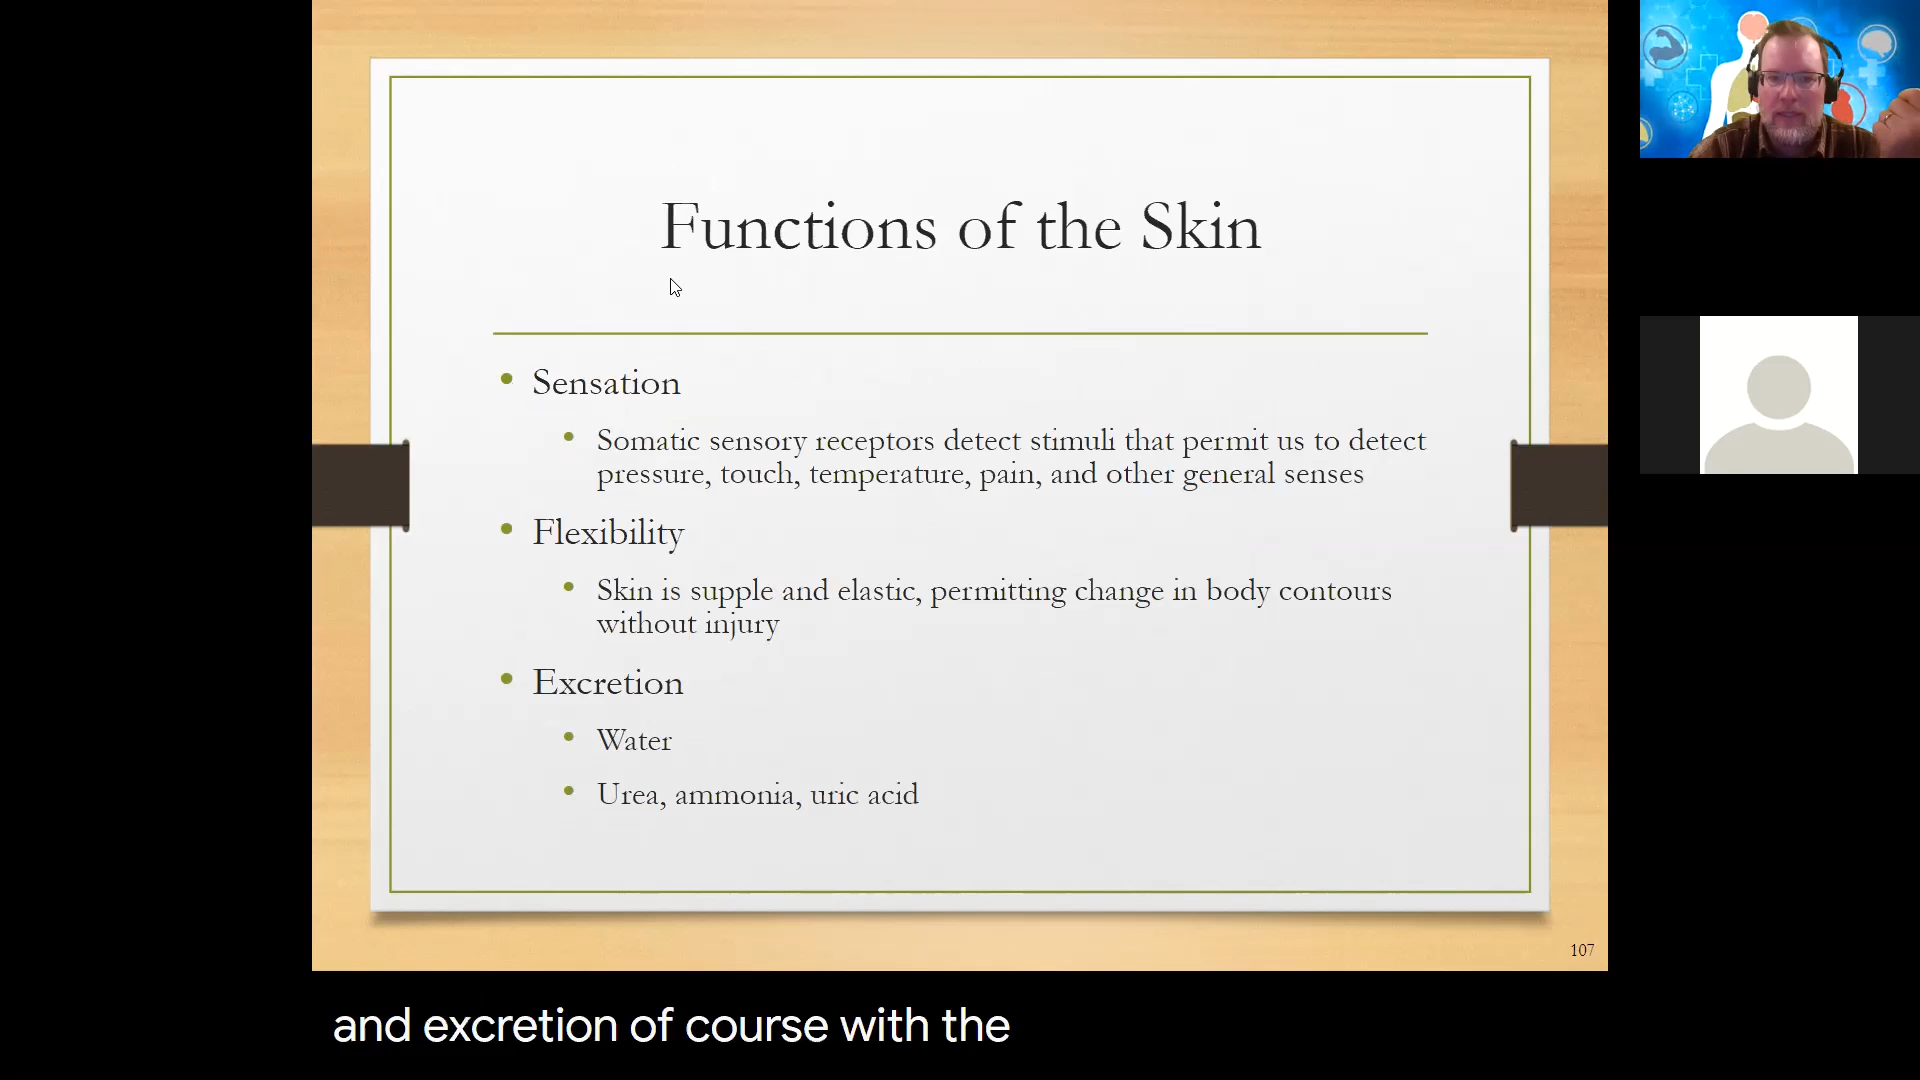 Functions of the Skin
Sensation
Somatic sensory receptors detect stimuli that permit us to detect
pressure, touch, temperature, pain, and other general senses
Flexibility
Skin is supple and elastic, permitting change in body contours
without injury
Excretion
Water
Urea, ammonia, uric acid
107
and excretion of course with the